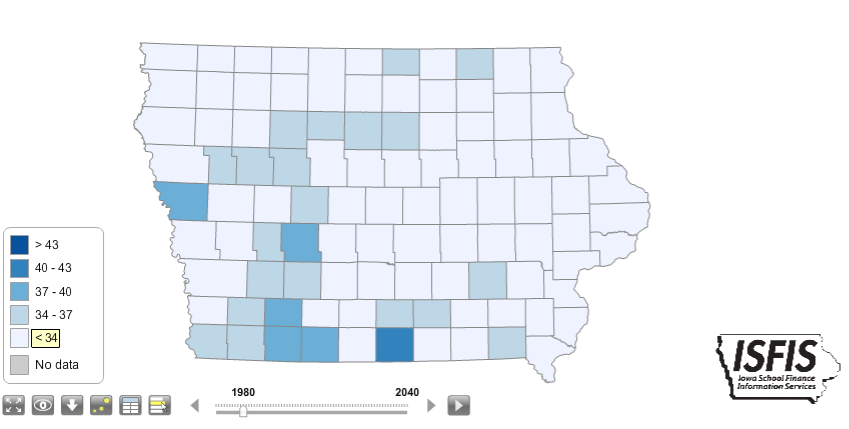 > 43
40 - 43
37 - 40
34 - 37
< 34
No data
1980
2040
ISFIS
Iowa School Finance
Information Services